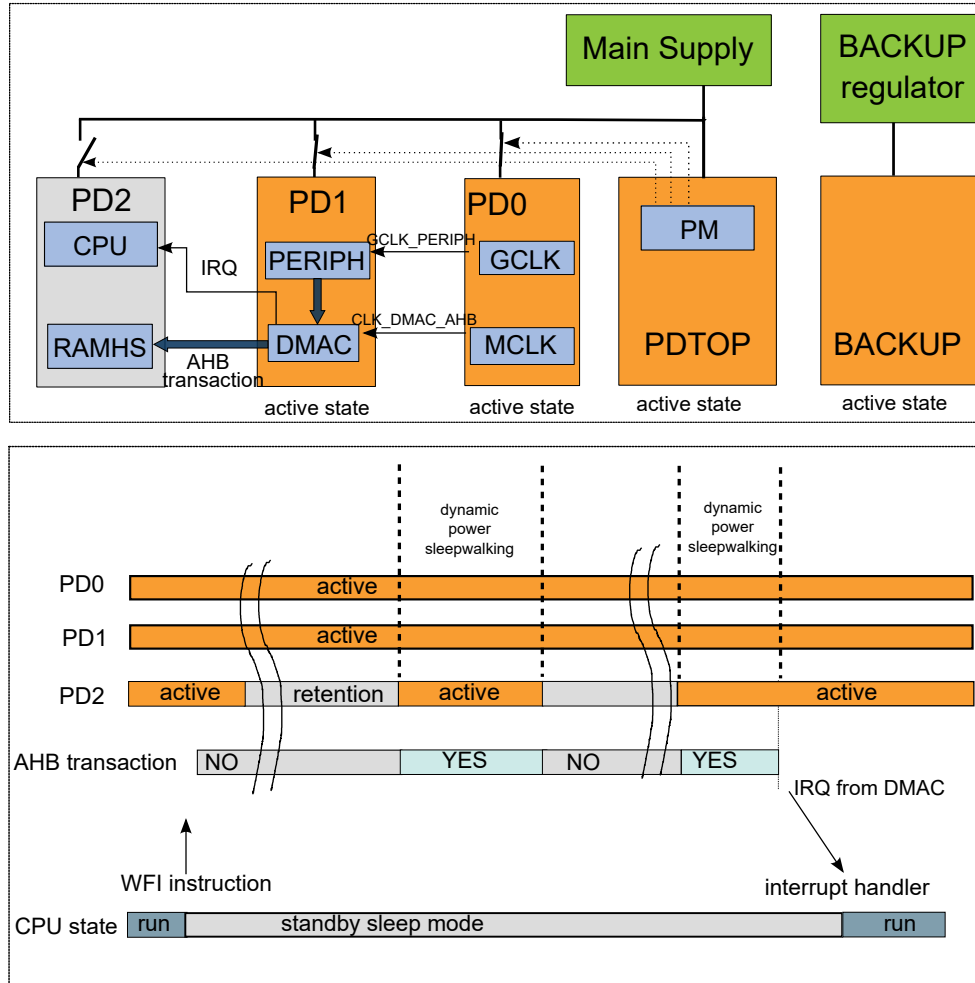 Main Supply
BACKUP
regulator
PD2
CPU
RAMHS
IRQ
AHB
transaction
PD1
PERIPH
DMAC
active state
GCLK_PERIPH
CLK_DMAC_AHB
PD0
GCLK
MCLK
active state
PM
PDTOP
active state
BACKUP
active state
dynamic
power
sleepwalking
dynamic
power
sleepwalking
PD0
active
PD1
active
PD2
active
retention
active
active
AHB transaction
NO
YES
NO
YES
IRQ from DMAC
WFI instruction
interrupt handler
CPU state
run
standby sleep mode
run